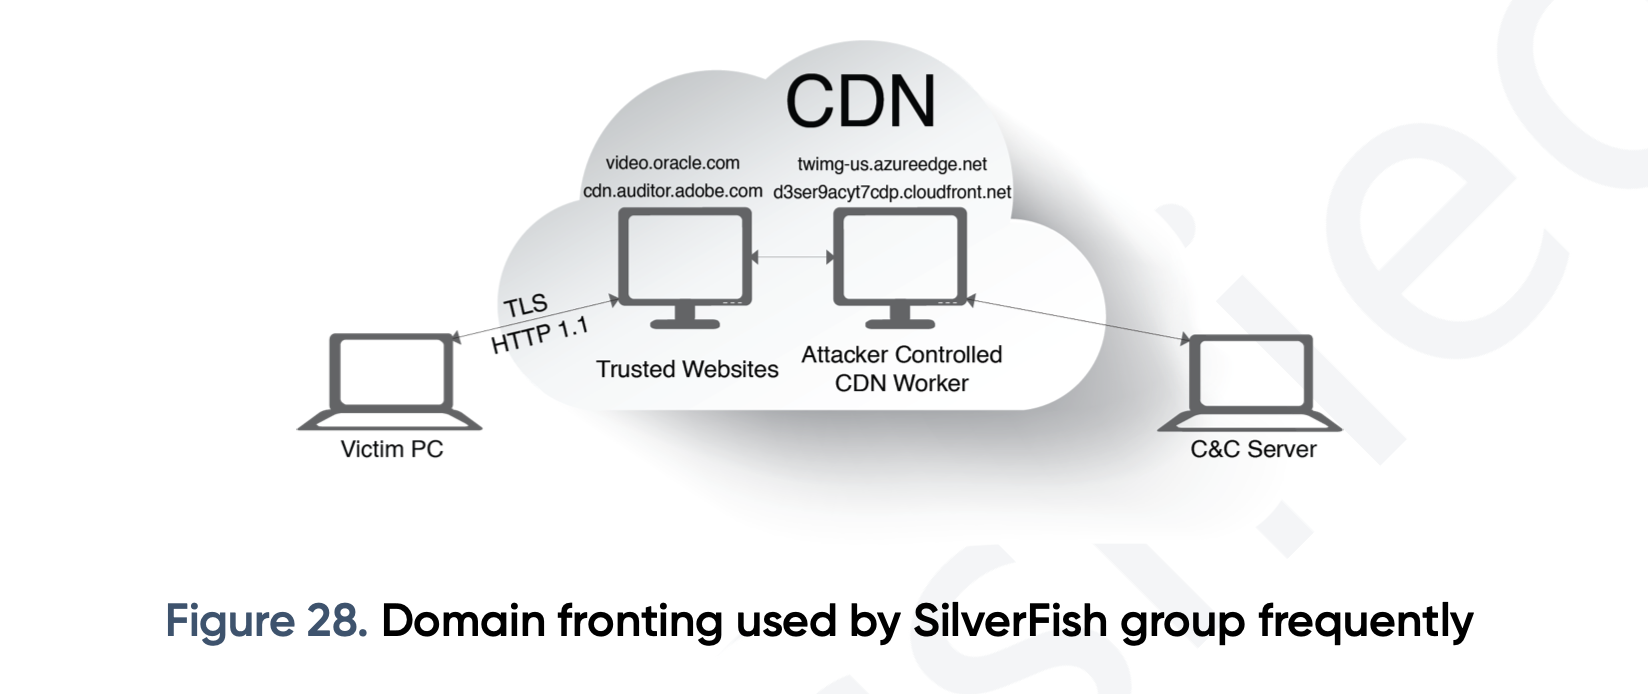 CDN
video.oracle.com
twimg-us.azureedge.net
cdn.auditor.adobe.com
d3ser9acyt7cdp.cloudfront.net
TLS
HTTP 1.1
Trusted Websites
Attacker Controlled
CDN Worker
Victim PC
C&C Server
Figure 28. Domain fronting used by SilverFish group frequently